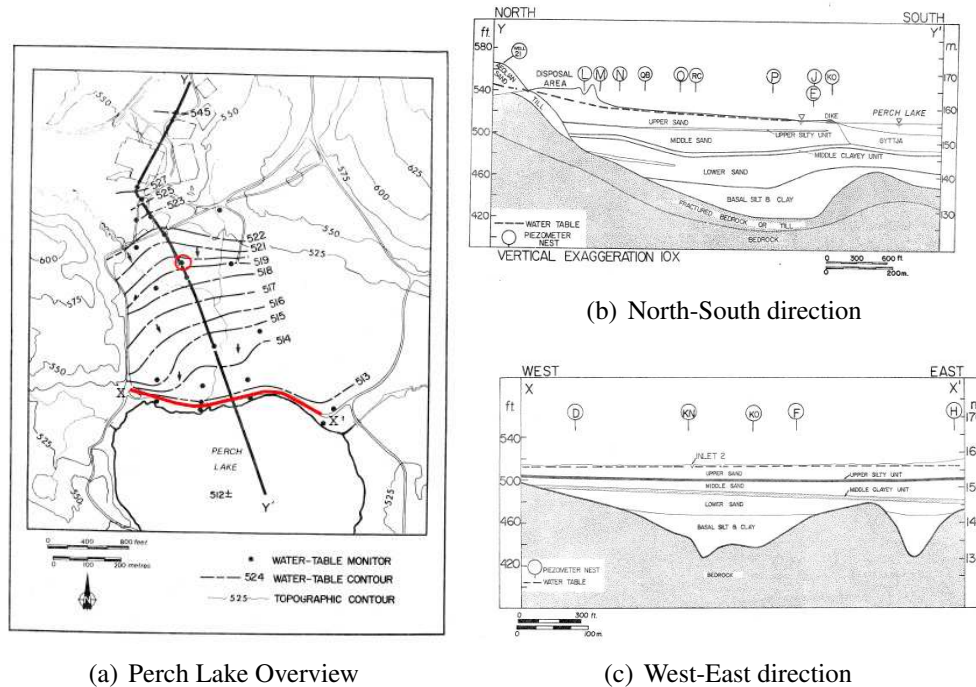 Y
545
550
550
575
600
625
527
525
523
522
521
519
518
517
516
515
514
513
525
550
600
575
550
525
550
525
X
X'
PERCH
LAKE
512±
Y'
0 400 800 feet
0 100 200 metres
N
WATER-TABLE MONITOR
524 WATER-TABLE CONTOUR
525 TOPOGRAPHIC CONTOUR
(a) Perch Lake Overview
NORTH SOUTH
ft. Y Y' m.
580
540
500
460
420
160
150
140
130
WELL
21
TILL
DISPOSAL
AREA
L M N QB O RC P J KO
E
DIKE
PERCH LAKE
UPPER SAND
UPPER SILTY UNIT
GYTTJA
MIDDLE SAND
MIDDLE CLAYEY UNIT
LOWER SAND
BASAL SILT & CLAY
FRACTURED BEDROCK OR TILL
BEDROCK
WATER TABLE
PIEZOMETER
NEST
VERTICAL EXAGGERATION 10X
0 300 600 ft
0 200 m.
(b) North-South direction
WEST EAST
X X'
ft m
540
500
460
420
D KN KO F H
INLET 2
UPPER SAND
UPPER SILTY UNIT
MIDDLE SAND
MIDDLE CLAYEY UNIT
LOWER SAND
BASAL SILT & CLAY
BEDROCK
PIEZOMETER NEST
WATER TABLE
0 300 ft.
0 100 m.
(c) West-East direction